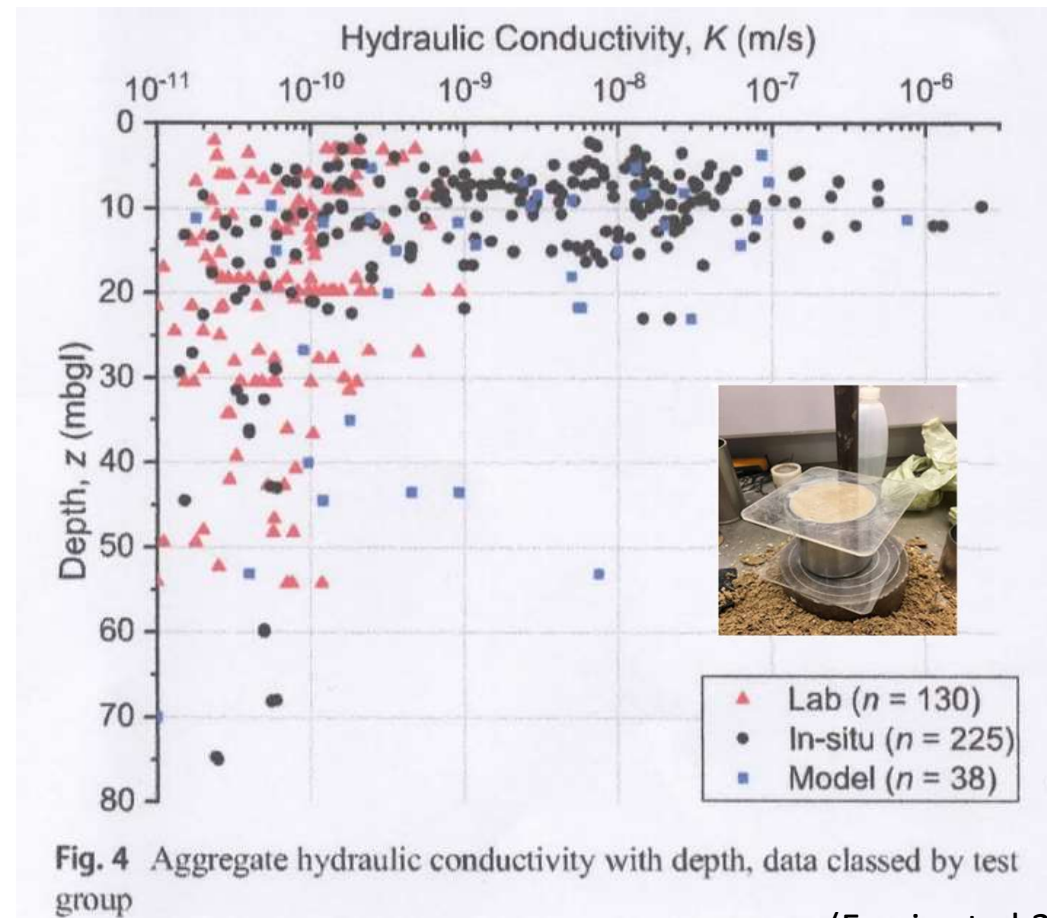 Hydraulic Conductivity, K (m/s)
10⁻¹¹ 10⁻¹⁰ 10⁻⁹ 10⁻⁸ 10⁻⁷ 10⁻⁶
0
10
20
30
40
50
60
70
80
Depth, z (mbgl)
Lab (n = 130)
In-situ (n = 225)
Model (n = 38)
Fig. 4 Aggregate hydraulic conductivity with depth, data classed by test
group